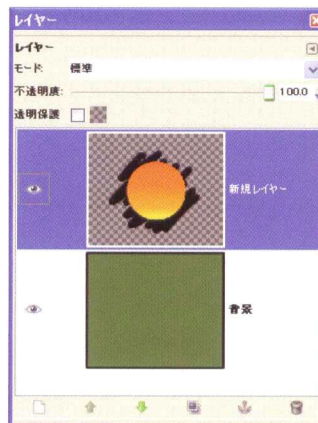 レイヤー
レイヤー
モード: 標準
不透明度: 100.0
透明保護
新規レイヤー
背景